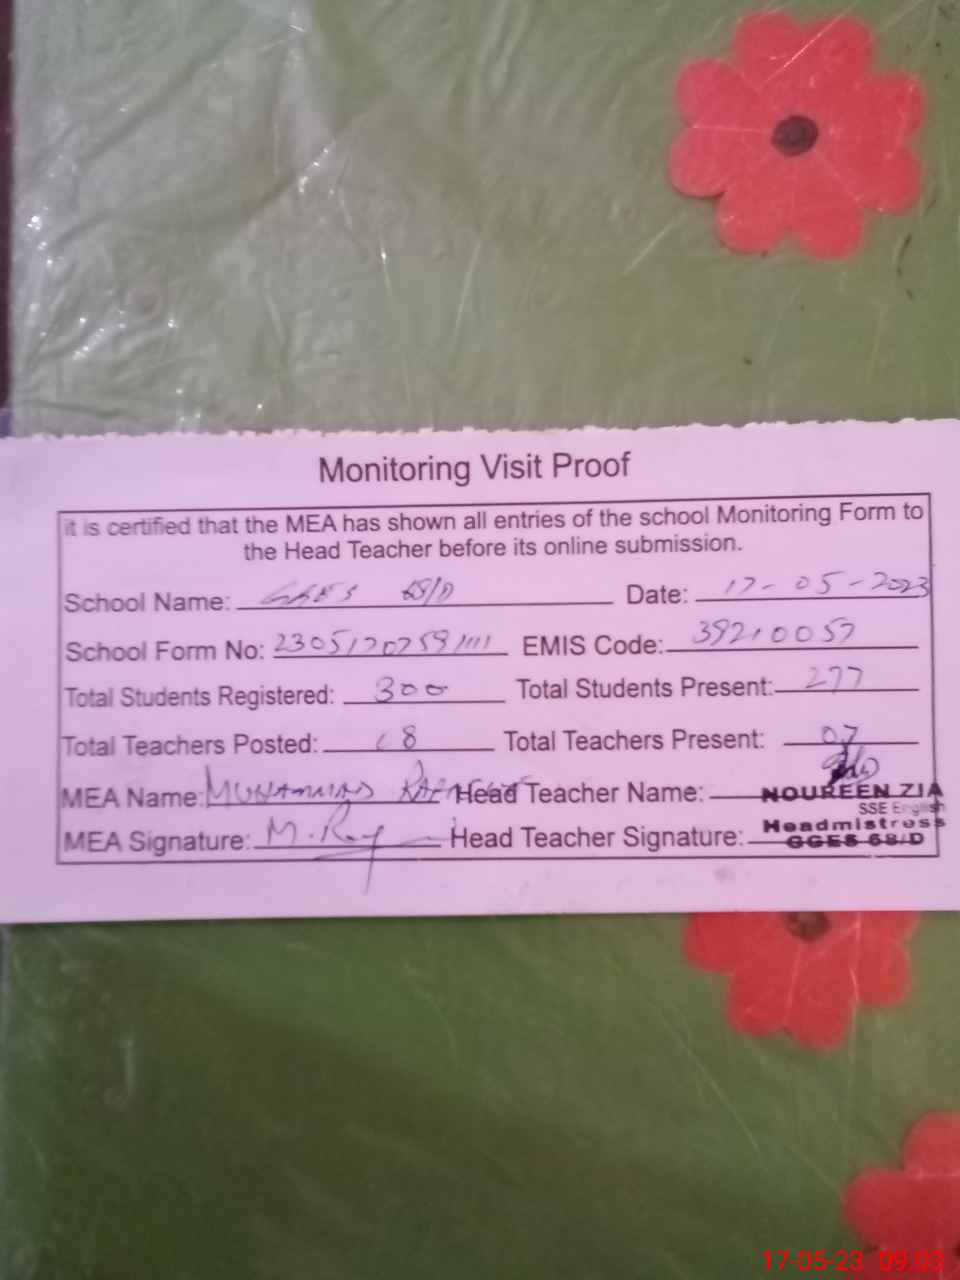 Monitoring Visit Proof
it is certified that the MEA has shown all entries of the school Monitoring Form to
the Head Teacher before its online submission.
School Name: GGES 68/D Date: 17-05-2023
School Form No: EMIS Code: 39210057
Total Students Registered: 300 Total Students Present: 277
Total Teachers Posted: 08 Total Teachers Present: 07
MEA Name: MUHAMMAD Head Teacher Name: NOUREEN ZIA
SSE English
Headmistress
MEA Signature: Head Teacher Signature: GGES 68/D
17-05-23 09:03